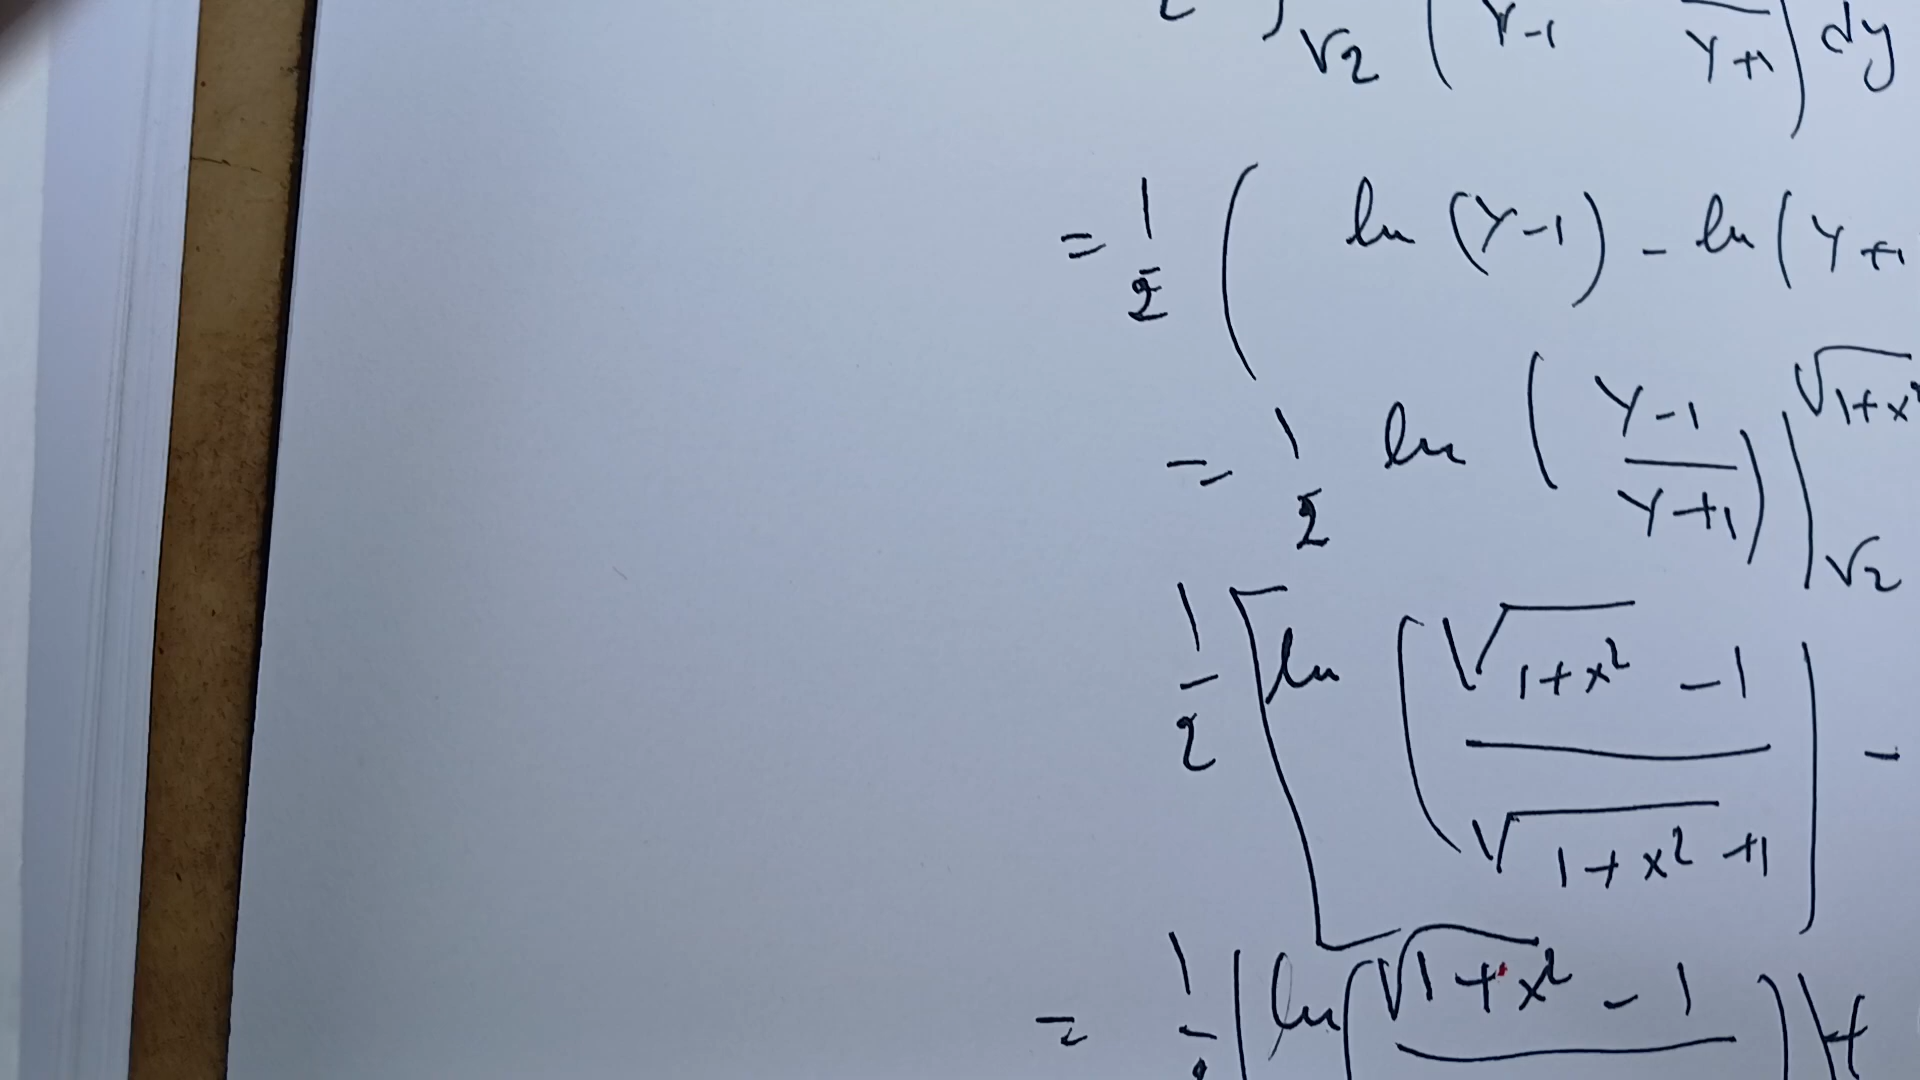 ∫_√2 ( Y-1 Y+1 ) dy
= 1/2 ( ln (Y-1) - ln ( Y+1
= 1/2 ln ( Y-1 / Y+1 ) | √1+x² √2
1/2 [ ln ( √1+x² -1 / √1+x² +1 ) -
= 1 ln ( √1+x² - 1 ) +